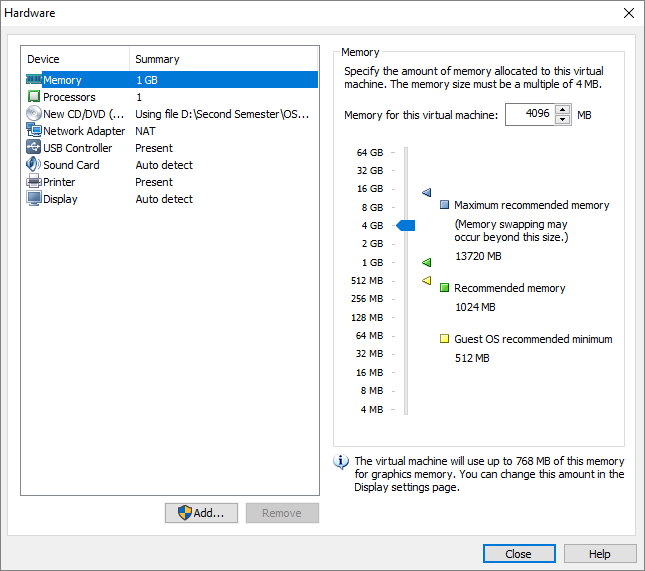 Hardware
Device Summary
Memory 1 GB
Processors 1
New CD/DVD (... Using file D:\Second Semester\OS...
Network Adapter NAT
USB Controller Present
Sound Card Auto detect
Printer Present
Display Auto detect
Add...
Remove
Memory
Specify the amount of memory allocated to this virtual
machine. The memory size must be a multiple of 4 MB.
Memory for this virtual machine: 4096 MB
64 GB
32 GB
16 GB
8 GB
4 GB
2 GB
1 GB
512 MB
256 MB
128 MB
64 MB
32 MB
16 MB
8 MB
4 MB
Maximum recommended memory
(Memory swapping may
occur beyond this size.)
13720 MB
Recommended memory
1024 MB
Guest OS recommended minimum
512 MB
The virtual machine will use up to 768 MB of this memory
for graphics memory. You can change this amount in the
Display settings page.
Close
Help